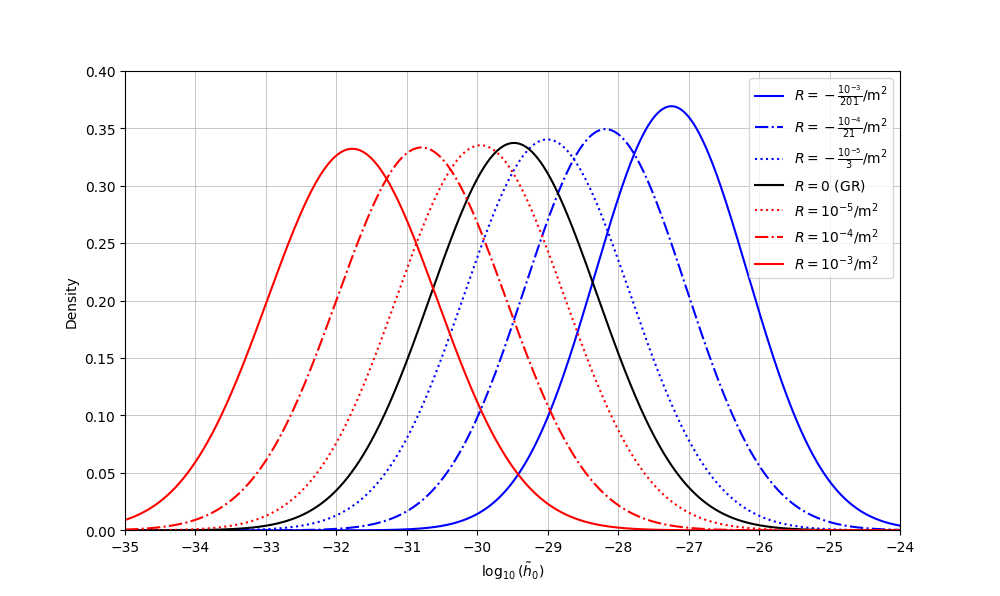 0.40
0.35
0.30
0.25
0.20
0.15
0.10
0.05
0.00
Density
−35 −34 −33 −32 −31 −30 −29 −28 −27 −26 −25 −24
log₁₀(h̃₀)
R = −10⁻³/201 /m²
R = −10⁻⁴/21 /m²
R = −10⁻⁵/3 /m²
R = 0 (GR)
R = 10⁻⁵/m²
R = 10⁻⁴/m²
R = 10⁻³/m²